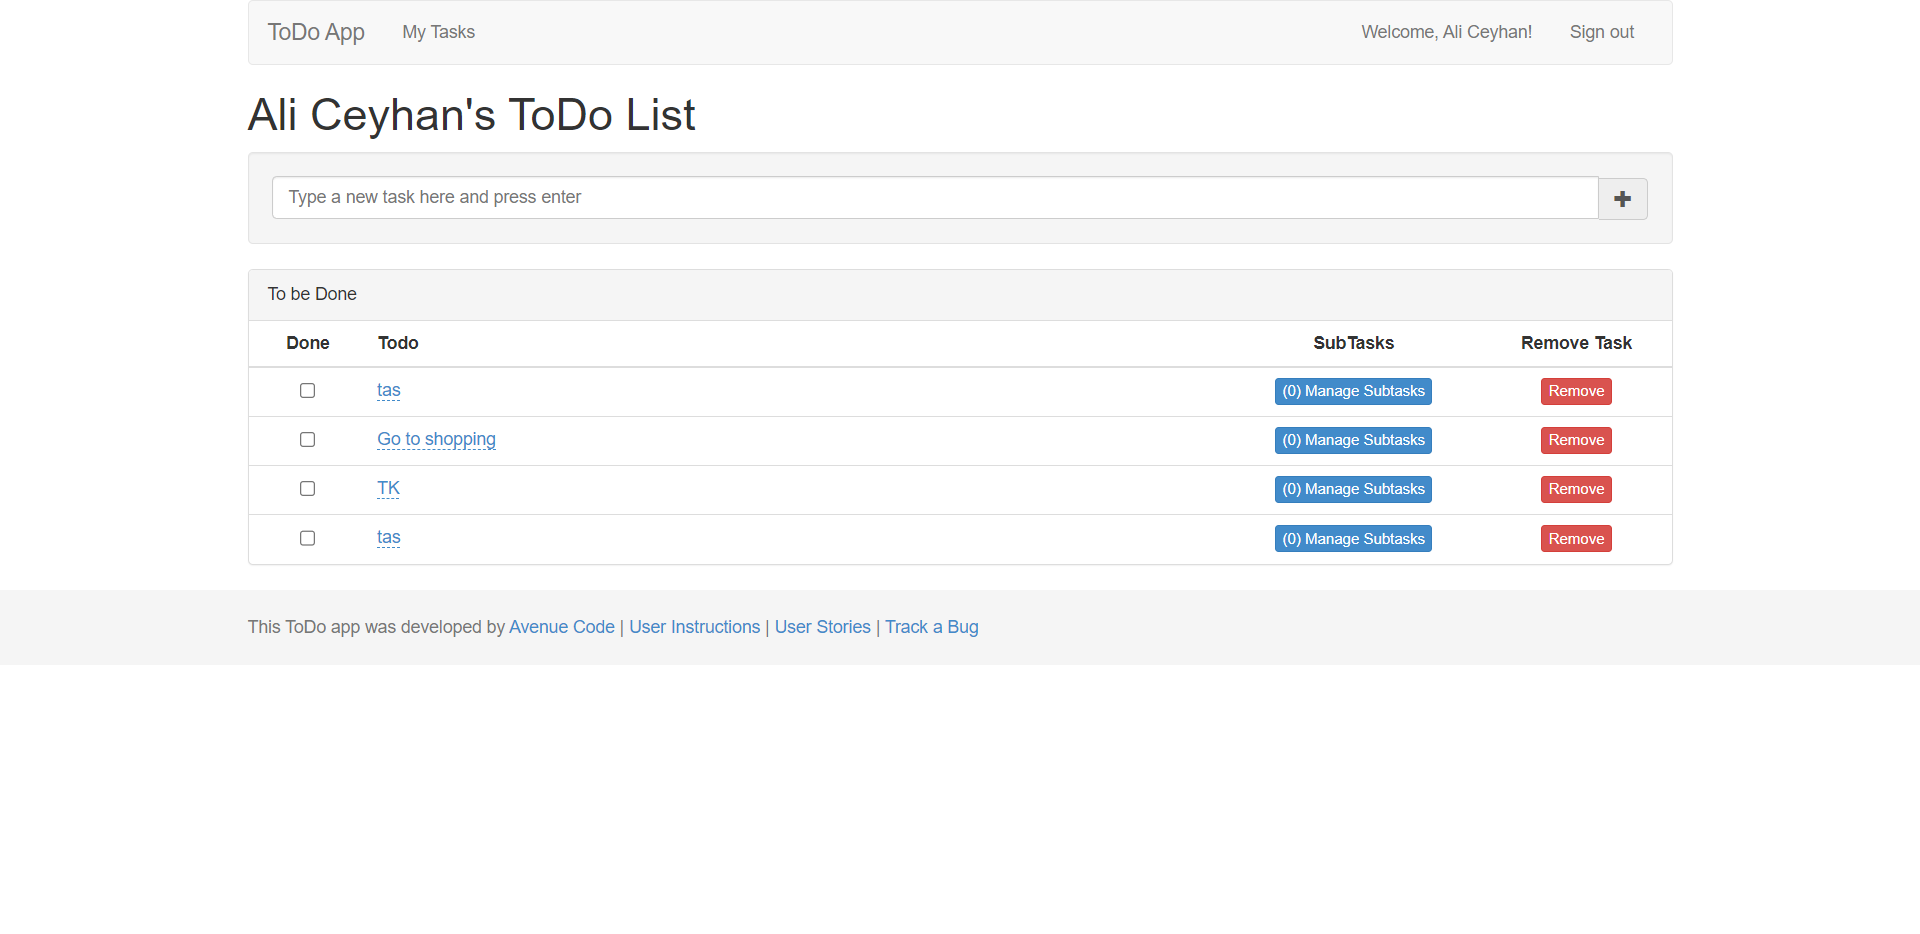 ToDo App My Tasks Welcome, Ali Ceyhan! Sign out
Ali Ceyhan's ToDo List
Type a new task here and press enter
To be Done
Done Todo SubTasks Remove Task
tas (0) Manage Subtasks Remove
Go to shopping (0) Manage Subtasks Remove
TK (0) Manage Subtasks Remove
tas (0) Manage Subtasks Remove
This ToDo app was developed by Avenue Code | User Instructions | User Stories | Track a Bug